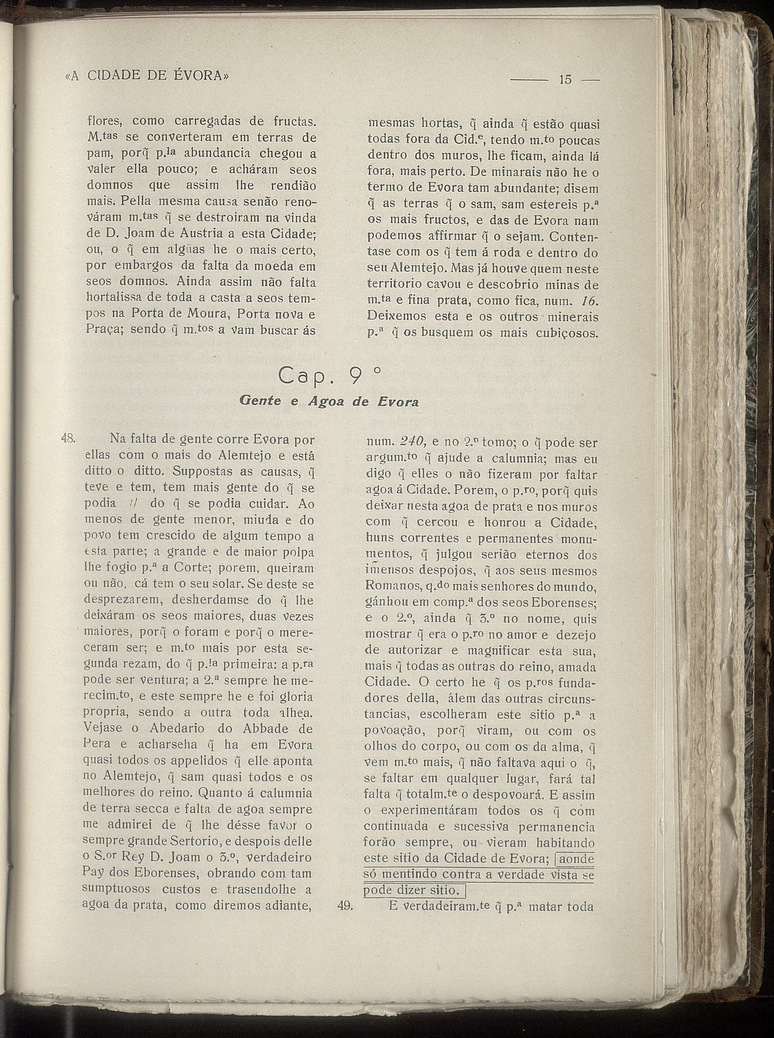 «A CIDADE DE ÉVORA»
—— 15 —
flores, como carregadas de fructas.
M.tas se converteram em terras de
pam, porq̃ p.la abundancia chegou a
valer ella pouco; e acháram seos
domnos que assim lhe rendião
mais. Pella mesma causa senão reno-
váram m.tas q̃ se destroiram na vinda
de D. Joam de Austria a esta Cidade;
ou, o q̃ em algũas he o mais certo,
por embargos da falta da moeda em
seos domnos. Ainda assim não falta
hortalissa de toda a casta a seos tem-
pos na Porta de Moura, Porta nova e
Praça; sendo q̃ m.tos a vam buscar ás
mesmas hortas, q̃ ainda q̃ estão quasi
todas fora da Cid.e, tendo m.to poucas
dentro dos muros, lhe ficam, ainda lá
fora, mais perto. De minarais não he o
termo de Evora tam abundante; disem
q̃ as terras q̃ o sam, sam estereis p.a
os mais fructos, e das de Evora nam
podemos affirmar q̃ o sejam. Conten-
tase com os q̃ tem á roda e dentro do
seu Alemtejo. Mas já houve quem neste
territorio cavou e descobrio minas de
m.ta e fina prata, como fica, num. 16.
Deixemos esta e os outros minerais
p.a q̃ os busquem os mais cubiçosos.
Cap. 9 º
Gente e Agoa de Evora
48. Na falta de gente corre Evora por
ellas com o mais do Alemtejo e está
ditto o ditto. Suppostas as causas, q̃
teve e tem, tem mais gente do q̃ se
podia // do q̃ se podia cuidar. Ao
menos de gente menor, miuda e do
povo tem crescido de algum tempo a
esta parte; a grande e de maior polpa
lhe fogio p.a a Corte; porem, queiram
ou não, cá tem o seu solar. Se deste se
desprezarem, desherdamse do q̃ lhe
deixáram os seos maiores, duas vezes
maiores, porq̃ o foram e porq̃ o mere-
ceram ser; e m.to mais por esta se-
gunda rezam, do q̃ p.la primeira: a p.ra
pode ser ventura; a 2.a sempre he me-
recim.to, e este sempre he e foi gloria
propria, sendo a outra toda alhea.
Vejase o Abedario do Abbade de
Pera e acharseha q̃ ha em Evora
quasi todos os appelidos q̃ elle aponta
no Alemtejo, q̃ sam quasi todos e os
melhores do reino. Quanto á calumnia
de terra secca e falta de agoa sempre
me admirei de q̃ lhe désse favor o
sempre grande Sertorio, e despois delle
o S.or Rey D. Joam o 3.o, verdadeiro
Pay dos Eborenses, obrando com tam
sumptuosos custos e trasendolhe a
agoa da prata, como diremos adiante,
num. 240, e no 2.o tomo; o q̃ pode ser
argum.to q̃ ajude a calumnia; mas eu
digo q̃ elles o não fizeram por faltar
agoa á Cidade. Porem, o p.ro, porq̃ quis
deixar nesta agoa de prata e nos muros
com q̃ cercou e honrou a Cidade,
huns correntes e permanentes monu-
mentos, q̃ julgou serião eternos dos
im̃ensos despojos, q̃ aos seus mesmos
Romanos, q.do mais senhores do mundo,
gánhou em comp.a dos seos Eborenses;
e o 2.o, ainda q̃ 3.o no nome, quis
mostrar q̃ era o p.ro no amor e dezejo
de autorizar e magnificar esta sua,
mais q̃ todas as outras do reino, amada
Cidade. O certo he q̃ os p.ros funda-
dores della, álem das outras circuns-
tancias, escolheram este sitio p.a a
povoação, porq̃ viram, ou com os
olhos do corpo, ou com os da alma, q̃
vem m.to mais, q̃ não faltava aqui o q̃,
se faltar em qualquer lugar, fará tal
falta q̃ totalm.te o despovoará. E assim
o experimentáram todos os q̃ com
continuada e sucessiva permanencia
forão sempre, ou vieram habitando
este sitio da Cidade de Evora; [aonde
só mentindo contra a verdade vista se
pode dizer sitio.]
49. E verdadeiram.te q̃ p.a matar toda